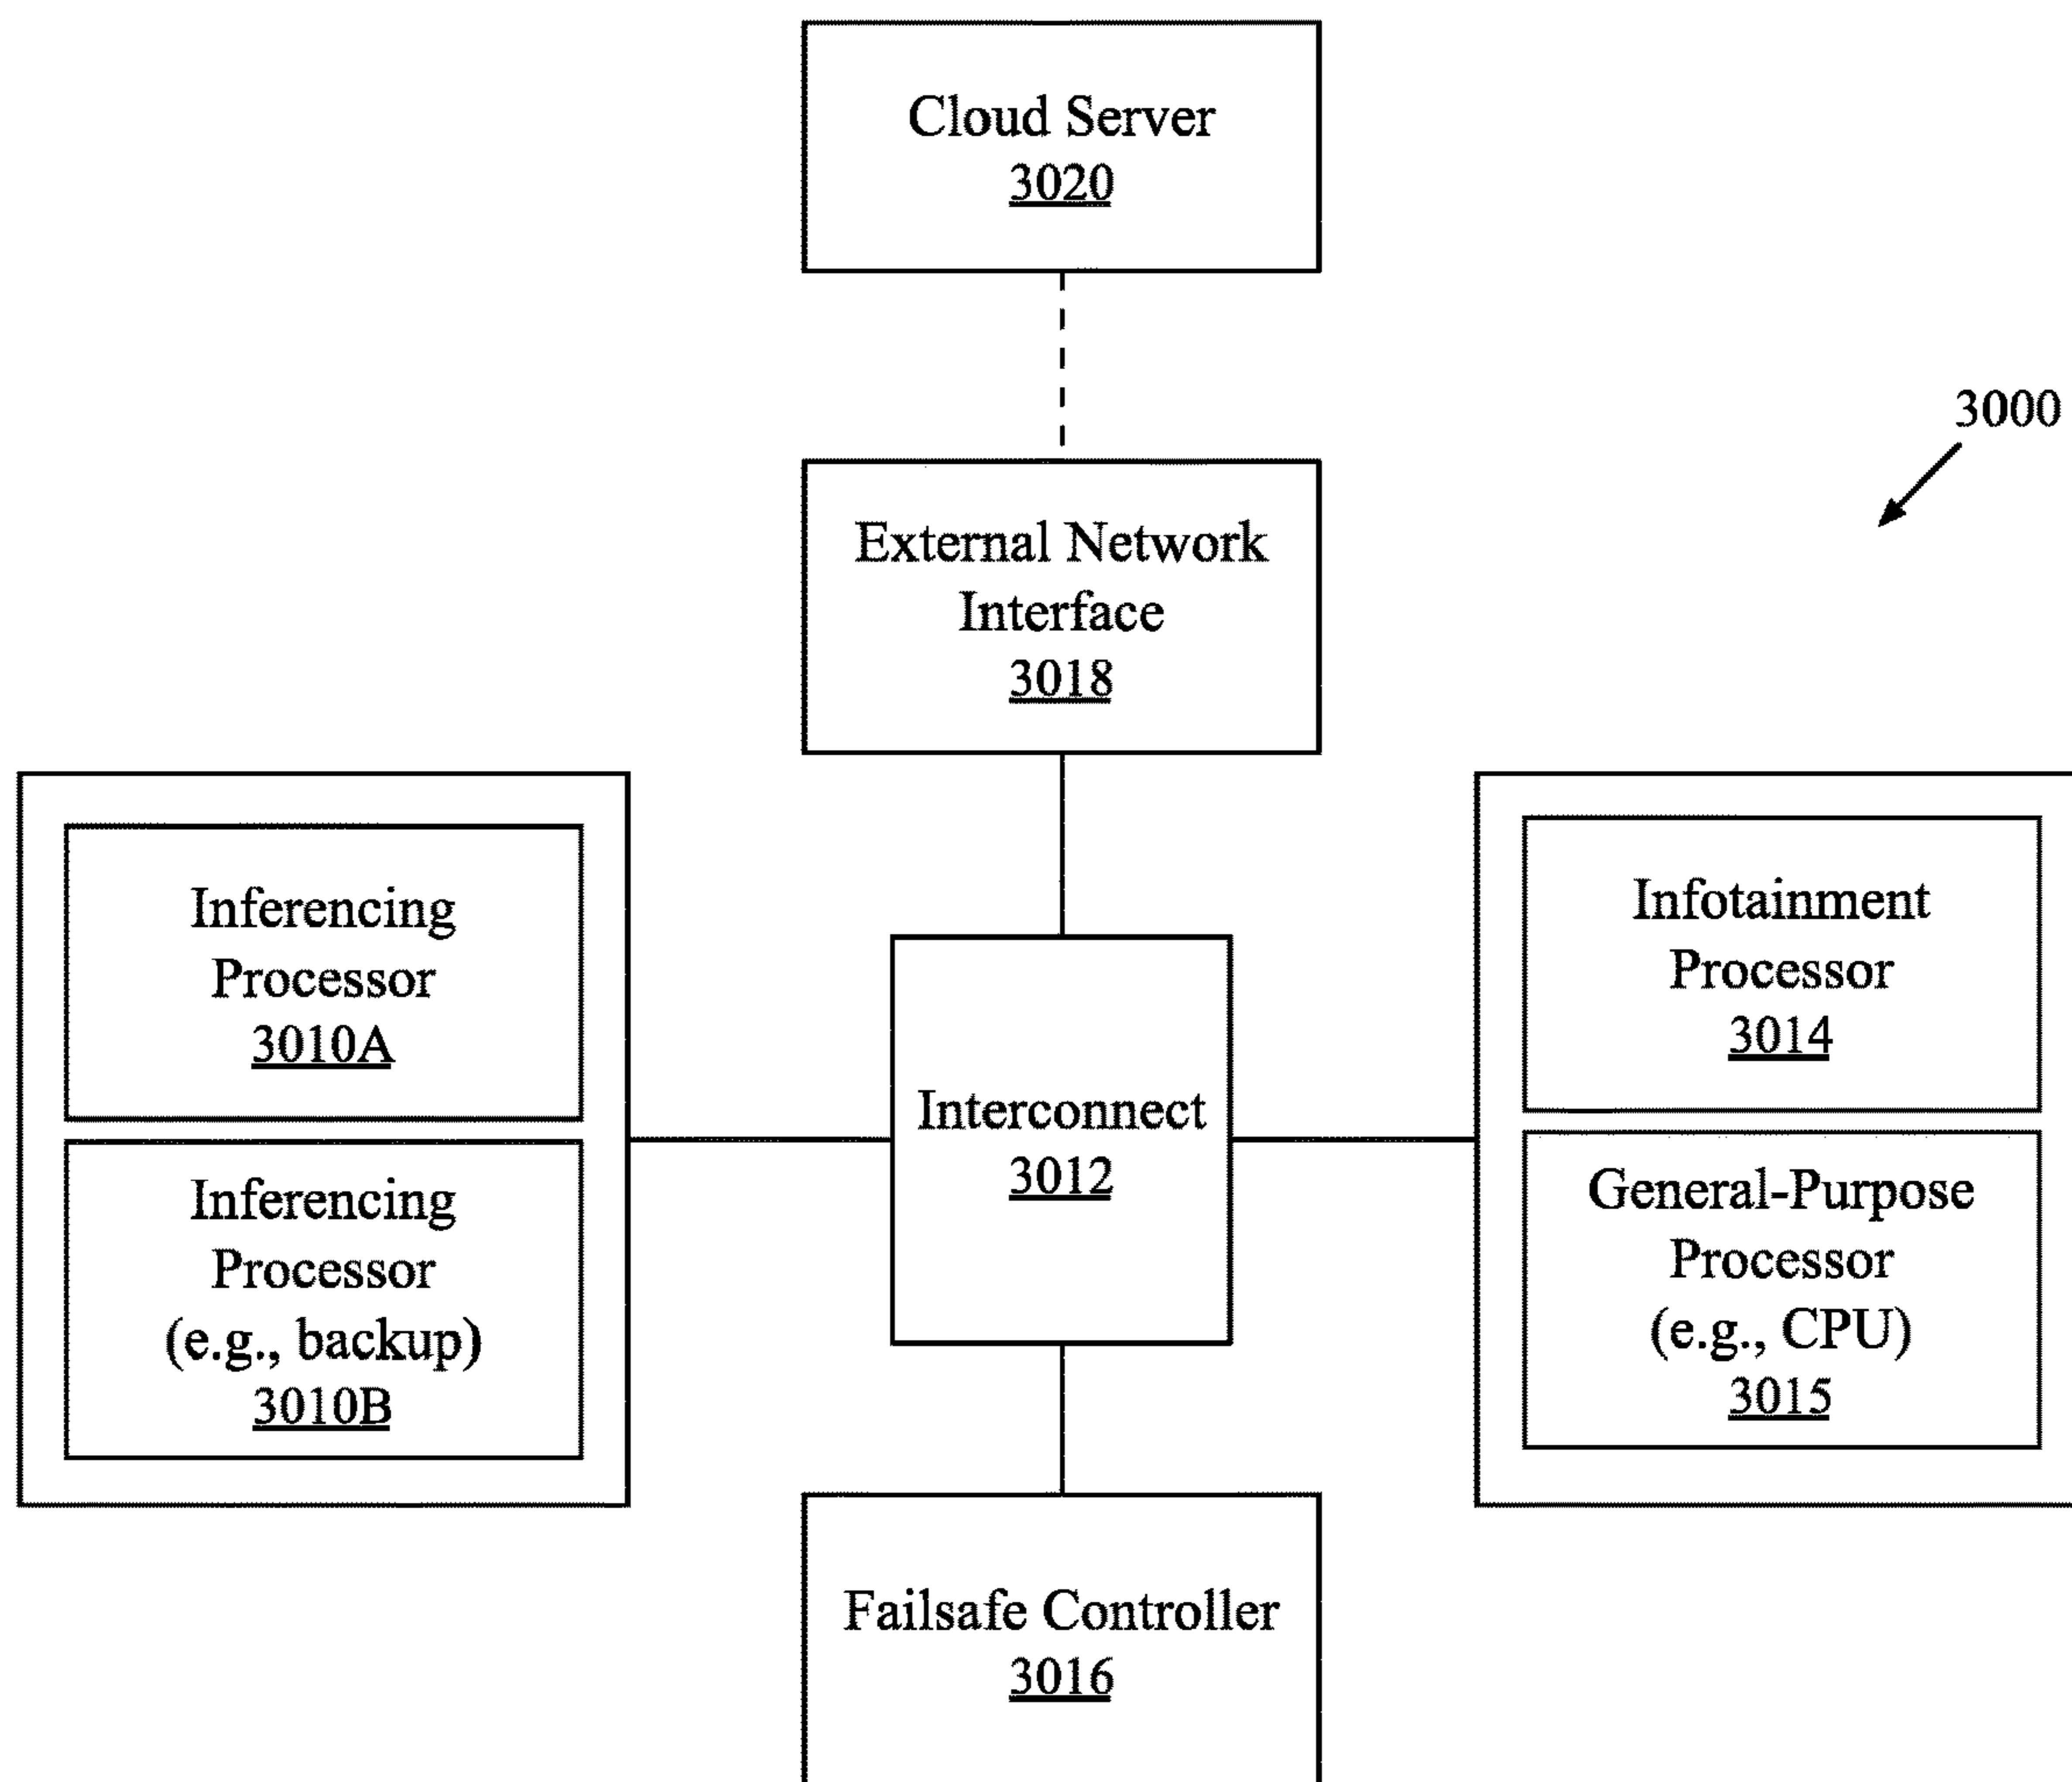 Cloud Server
3020
3000
External Network
Interface
3018
Inferencing
Processor
3010A
Inferencing
Processor
(e.g., backup)
3010B
Interconnect
3012
Infotainment
Processor
3014
General-Purpose
Processor
(e.g., CPU)
3015
Failsafe Controller
3016